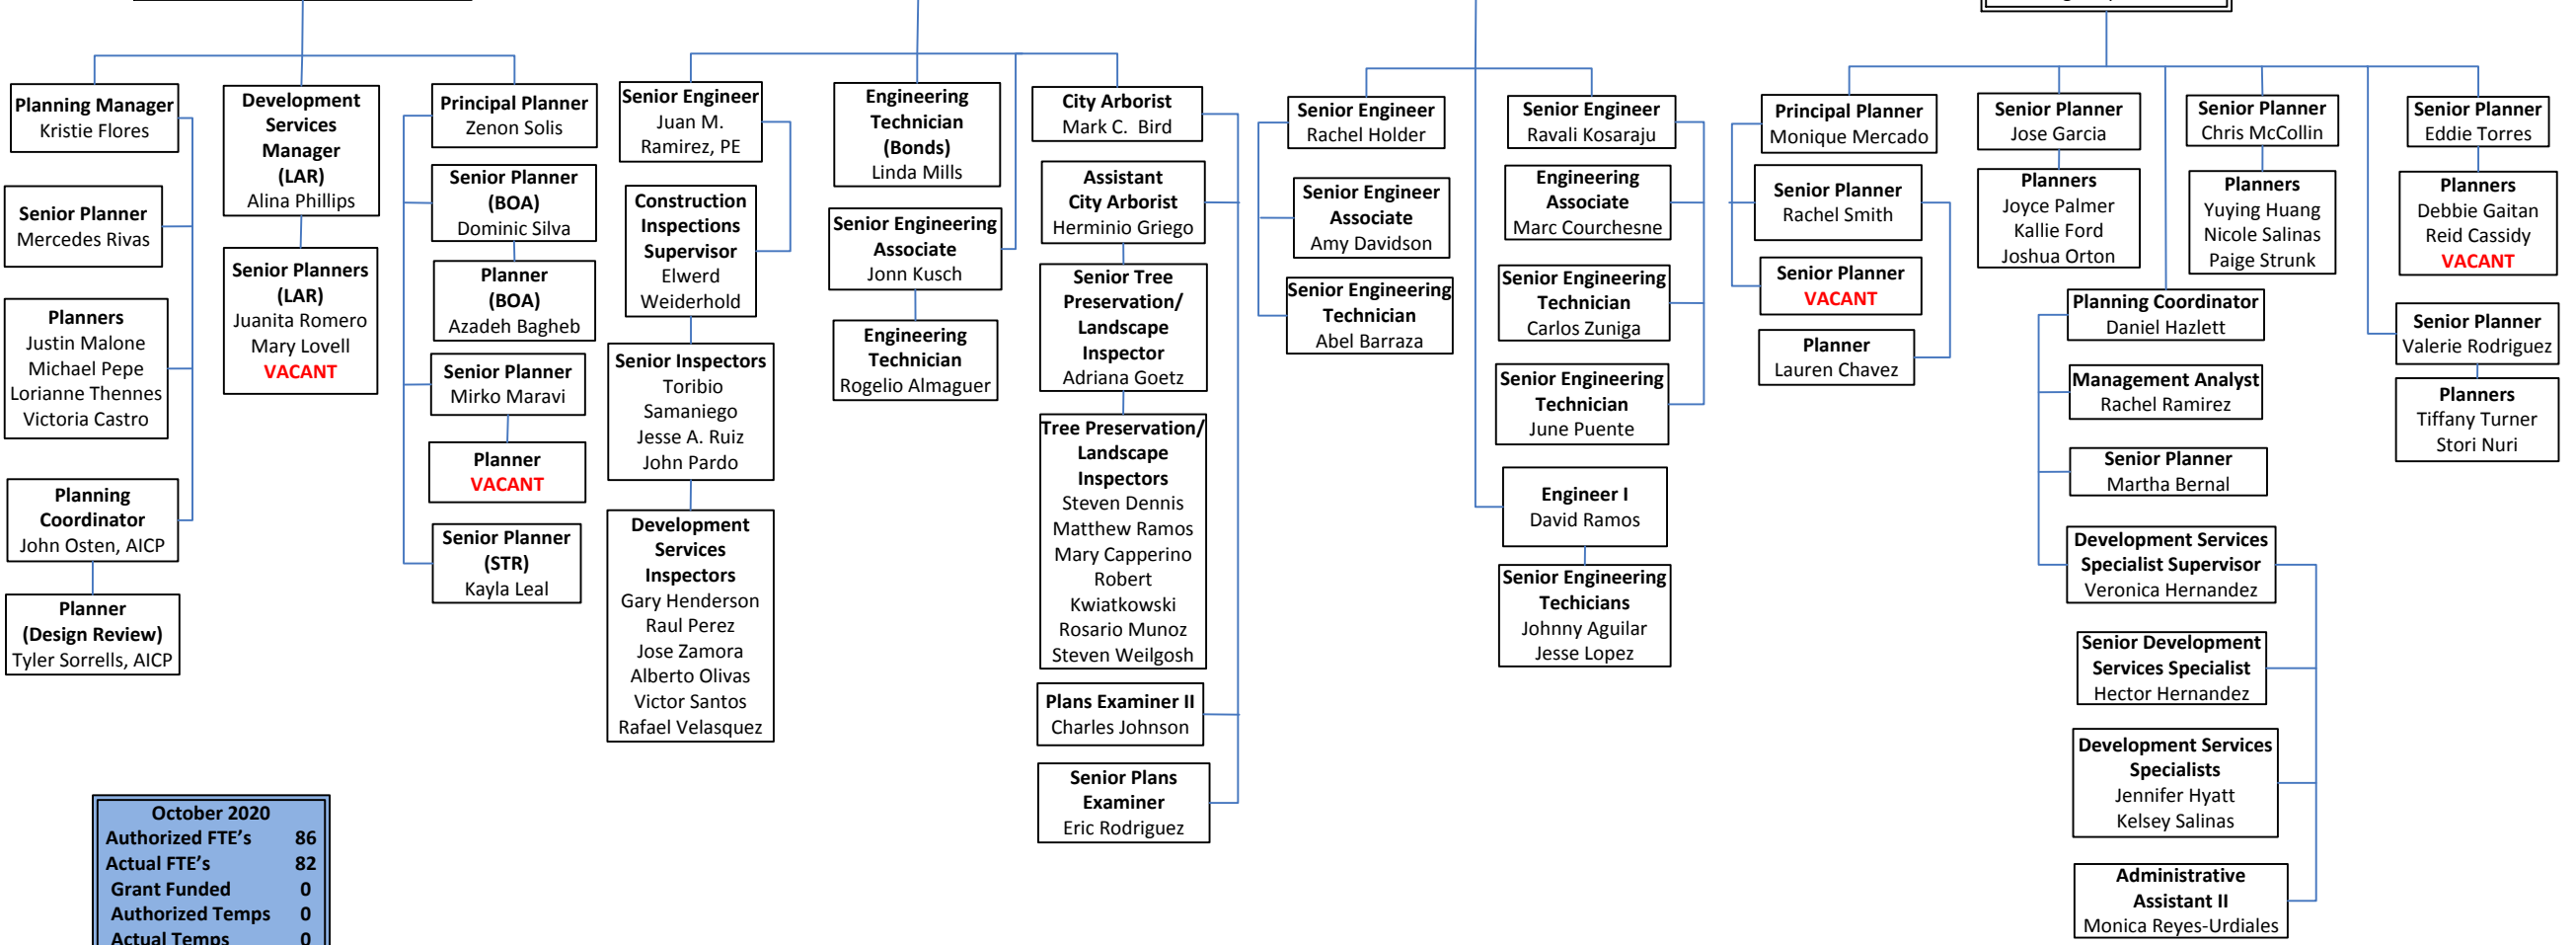 Planning Manager
Kristie Flores
Senior Planner
Mercedes Rivas
Planners
Justin Malone
Michael Pepe
Lorianne Thennes
Victoria Castro
Planning
Coordinator
John Osten, AICP
Planner
(Design Review)
Tyler Sorrells, AICP
Development
Services
Manager
(LAR)
Alina Phillips
Senior Planners
(LAR)
Juanita Romero
Mary Lovell
VACANT
Principal Planner
Zenon Solis
Senior Planner
(BOA)
Dominic Silva
Planner
(BOA)
Azadeh Bagheb
Senior Planner
Mirko Maravi
Planner
VACANT
Senior Planner
(STR)
Kayla Leal
Senior Engineer
Juan M.
Ramirez, PE
Construction
Inspections
Supervisor
Elwerd
Weiderhold
Senior Inspectors
Toribio
Samaniego
Jesse A. Ruiz
John Pardo
Development
Services
Inspectors
Gary Henderson
Raul Perez
Jose Zamora
Alberto Olivas
Victor Santos
Rafael Velasquez
Engineering
Technician
(Bonds)
Linda Mills
Senior Engineering
Associate
Jonn Kusch
Engineering
Technician
Rogelio Almaguer
City Arborist
Mark C. Bird
Assistant
City Arborist
Herminio Griego
Senior Tree
Preservation/
Landscape
Inspector
Adriana Goetz
Tree Preservation/
Landscape
Inspectors
Steven Dennis
Matthew Ramos
Mary Capperino
Robert
Kwiatkowski
Rosario Munoz
Steven Weilgosh
Plans Examiner II
Charles Johnson
Senior Plans
Examiner
Eric Rodriguez
Senior Engineer
Rachel Holder
Senior Engineer
Associate
Amy Davidson
Senior Engineering
Technician
Abel Barraza
Senior Engineer
Ravali Kosaraju
Engineering
Associate
Marc Courchesne
Senior Engineering
Technician
Carlos Zuniga
Senior Engineering
Technician
June Puente
Engineer I
David Ramos
Senior Engineering
Techicians
Johnny Aguilar
Jesse Lopez
Principal Planner
Monique Mercado
Senior Planner
Rachel Smith
Senior Planner
VACANT
Planner
Lauren Chavez
Senior Planner
Jose Garcia
Planners
Joyce Palmer
Kallie Ford
Joshua Orton
Planning Coordinator
Daniel Hazlett
Management Analyst
Rachel Ramirez
Senior Planner
Martha Bernal
Development Services
Specialist Supervisor
Veronica Hernandez
Senior Development
Services Specialist
Hector Hernandez
Development Services
Specialists
Jennifer Hyatt
Kelsey Salinas
Administrative
Assistant II
Monica Reyes-Urdiales
Senior Planner
Chris McCollin
Planners
Yuying Huang
Nicole Salinas
Paige Strunk
Senior Planner
Eddie Torres
Planners
Debbie Gaitan
Reid Cassidy
VACANT
Senior Planner
Valerie Rodriguez
Planners
Tiffany Turner
Stori Nuri
October 2020
Authorized FTE’s 86
Actual FTE’s 82
Grant Funded 0
Authorized Temps 0
Actual Temps 0